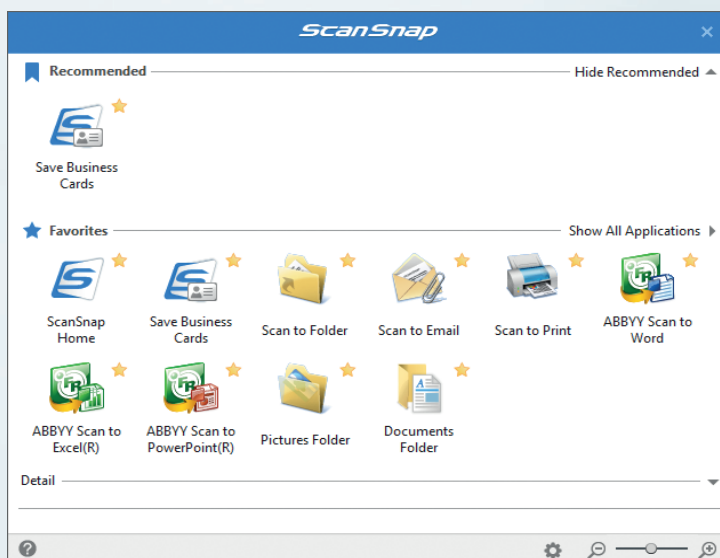 ScanSnap
Recommended
Hide Recommended
Save Business
Cards
Favorites
Show All Applications
ScanSnap
Home
Save Business
Cards
Scan to Folder
Scan to Email
Scan to Print
ABBYY Scan to
Word
ABBYY Scan to
Excel(R)
ABBYY Scan to
PowerPoint(R)
Pictures Folder
Documents
Folder
Detail